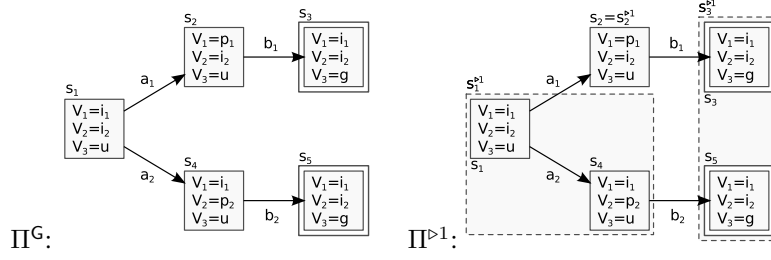 s₂
V₁=p₁
V₂=i₂
V₃=u
b₁
s₃
V₁=i₁
V₂=i₂
V₃=g
a₁
s₁
V₁=i₁
V₂=i₂
V₃=u
a₂
s₄
V₁=i₁
V₂=p₂
V₃=u
b₂
s₅
V₁=i₁
V₂=i₂
V₃=g
Πᴳ:
s₂=s₂▹¹
V₁=p₁
V₂=i₂
V₃=u
b₁
s₃▹¹
V₁=i₁
V₂=i₂
V₃=g
s₃
a₁
s₁▹¹
V₁=i₁
V₂=i₂
V₃=u
s₁
a₂
s₄
V₁=i₁
V₂=p₂
V₃=u
b₂
s₅
V₁=i₁
V₂=i₂
V₃=g
Π▹¹: